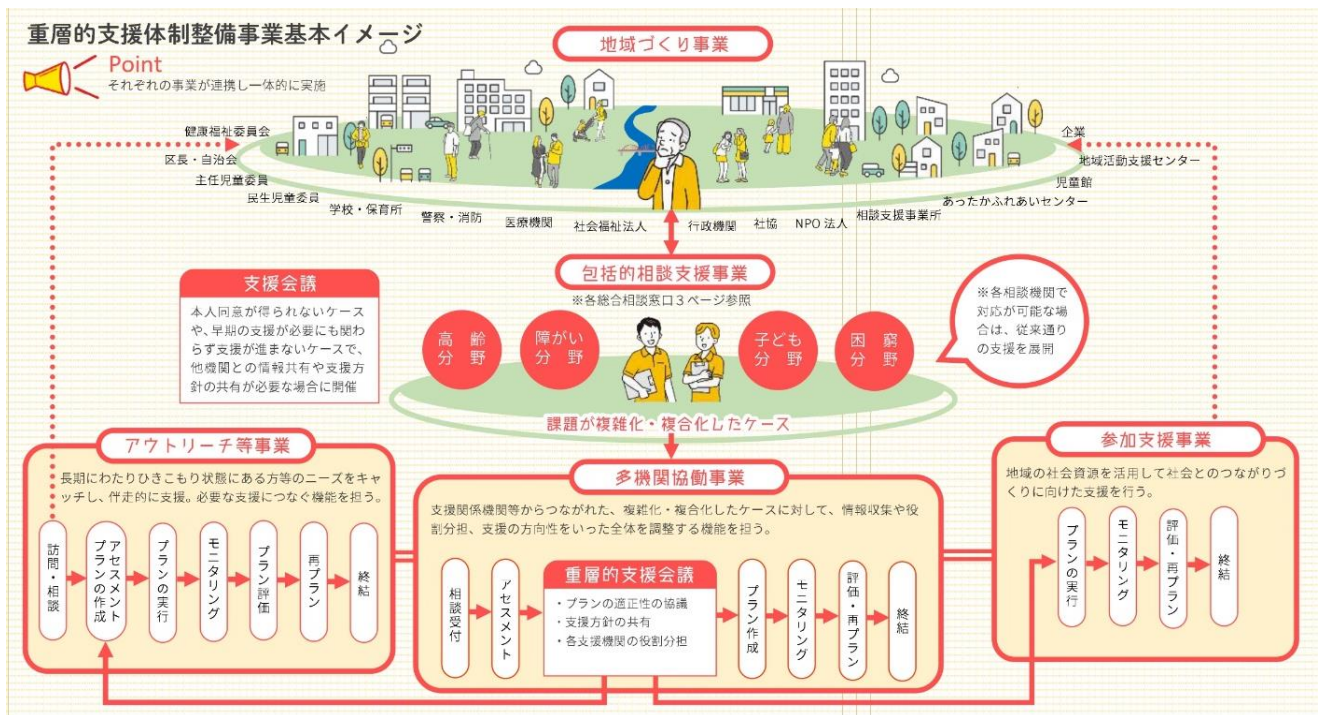 重層的支援体制整備事業基本イメージ
Point
それぞれの事業が連携し一体的に実施
地域づくり事業
健康福祉委員会
区長・自治会
主任児童委員
民生児童委員
学校・保育所
警察・消防
医療機関
社会福祉法人
行政機関
社協
NPO 法人
相談支援事業所
あったかふれあいセンター
児童館
地域活動支援センター
企業
包括的相談支援事業
※各総合相談窓口3ページ参照
支援会議
本人同意が得られないケース
や、早期の支援が必要にも関わ
らず支援が進まないケースで、
他機関との情報共有や支援方
針の共有が必要な場合に開催
高齢
分野
障がい
分野
子ども
分野
困窮
分野
※各相談機関で
対応が可能な場
合は、従来通り
の支援を展開
課題が複雑化・複合化したケース
アウトリーチ等事業
長期にわたりひきこもり状態にある方等のニーズをキャ
ッチし、伴走的に支援。必要な支援につなぐ機能を担う。
訪問・相談
アセスメント
プランの作成
プランの実行
モニタリング
プラン評価
再プラン
終結
多機関協働事業
支援関係機関等からつながれた、複雑化・複合化したケースに対して、情報収集や役
割分担、支援の方向性をいった全体を調整する機能を担う。
相談受付
アセスメント
重層的支援会議
・プランの適正性の協議
・支援方針の共有
・各支援機関の役割分担
プラン作成
モニタリング
評価・再プラン
終結
参加支援事業
地域の社会資源を活用して社会とのつながりづ
くりに向けた支援を行う。
プランの実行
モニタリング
評価・再プラン
終結